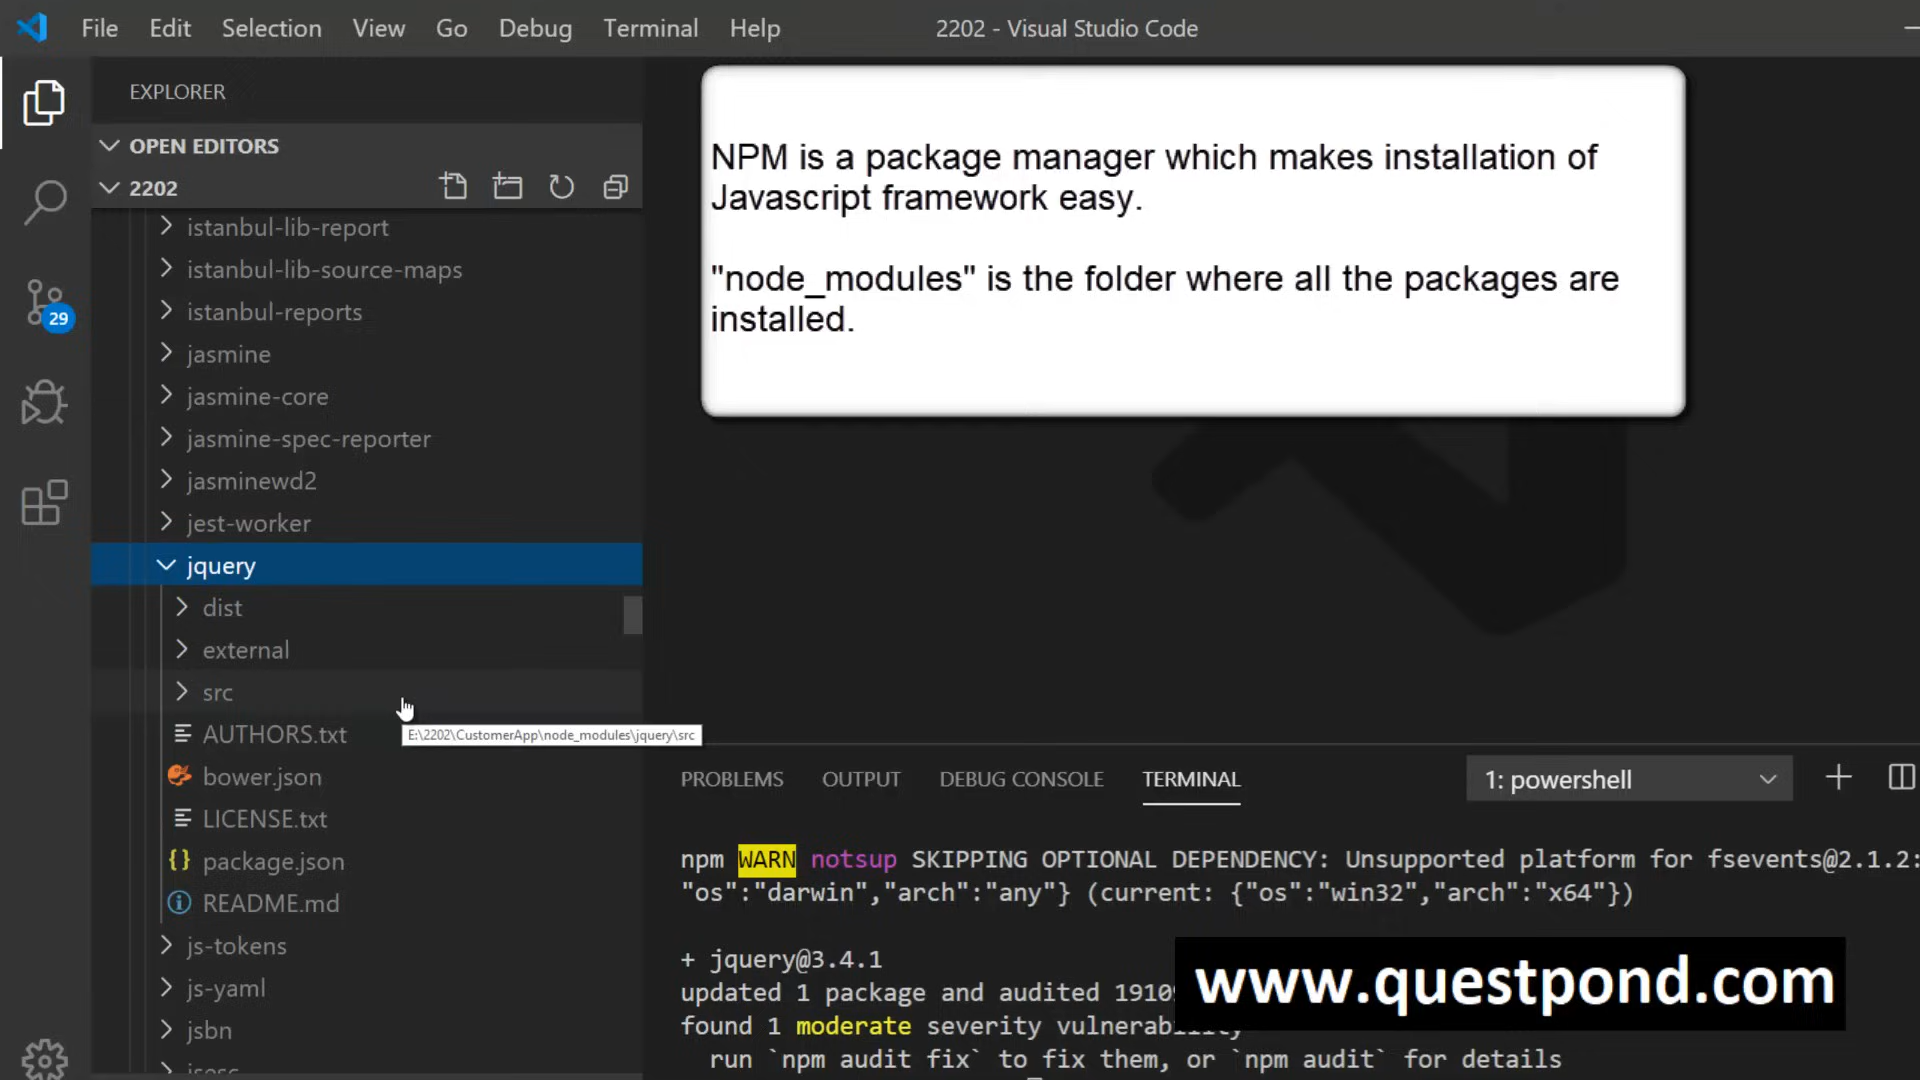 File Edit Selection View Go Debug Terminal Help 2202 - Visual Studio Code
EXPLORER
OPEN EDITORS
2202
istanbul-lib-report
istanbul-lib-source-maps
istanbul-reports
29
jasmine
jasmine-core
jasmine-spec-reporter
jasminewd2
jest-worker
jquery
dist
external
src
AUTHORS.txt
bower.json
LICENSE.txt
package.json
README.md
js-tokens
js-yaml
jsbn
jsesc
E:\2202\CustomerApp\node_modules\jquery\src
NPM is a package manager which makes installation of
Javascript framework easy.
"node_modules" is the folder where all the packages are
installed.
PROBLEMS OUTPUT DEBUG CONSOLE TERMINAL 1: powershell
npm WARN notsup SKIPPING OPTIONAL DEPENDENCY: Unsupported platform for fsevents@2.1.2:
"os":"darwin","arch":"any"} (current: {"os":"win32","arch":"x64"})
+ jquery@3.4.1
updated 1 package and audited
found 1 moderate severity vulnerability
run `npm audit fix` to fix them, or `npm audit` for details
www.questpond.com